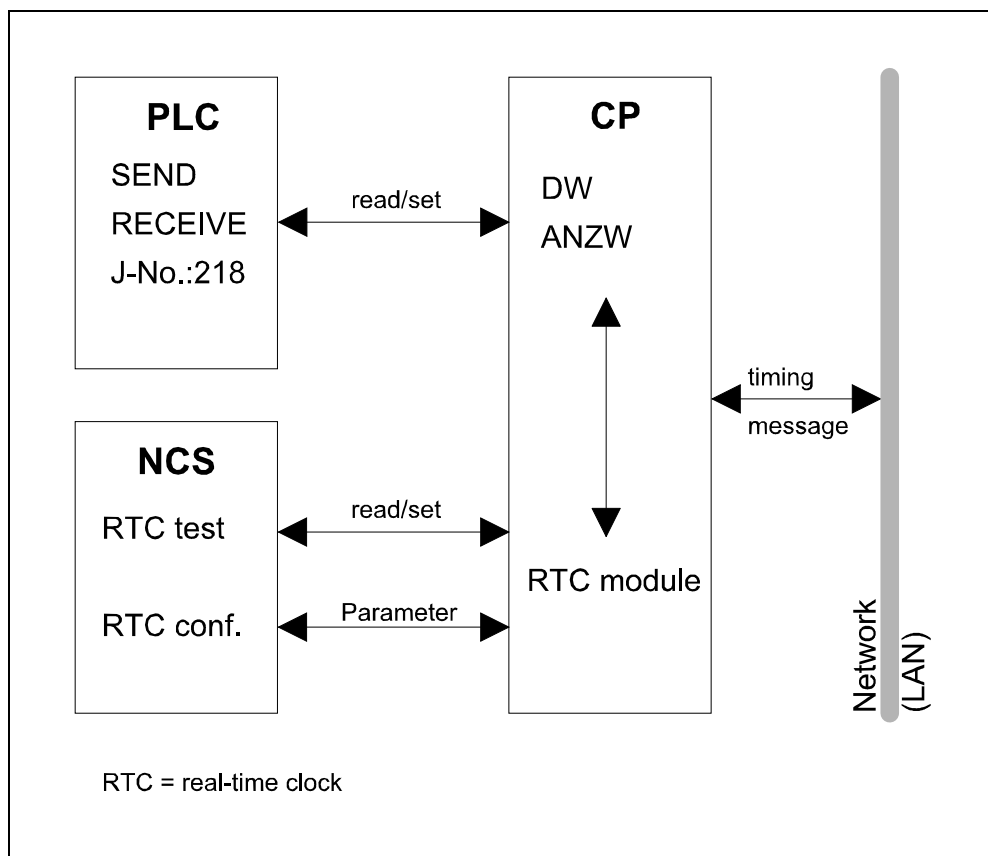 PLC
SEND
RECEIVE
J-No.:218
read/set
CP
DW
ANZW
timing
message
NCS
RTC test
read/set
RTC conf.
Parameter
RTC module
Network
(LAN)
RTC = real-time clock